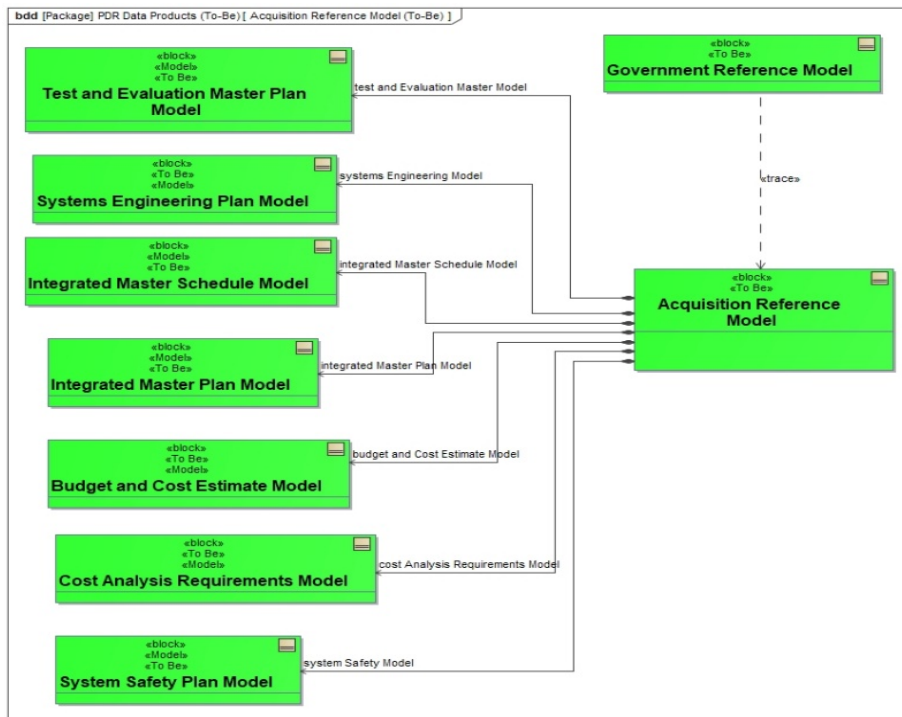 bdd [Package] PDR Data Products (To-Be) [ Acquisition Reference Model (To-Be) ]
«block»
«Model»
«To Be»
Test and Evaluation Master Plan
Model
test and Evaluation Master Model
«block»
«To Be»
Government Reference Model
«trace»
«block»
«To Be»
«Model»
Systems Engineering Plan Model
systems Engineering Model
«block»
«Model»
«To Be»
Integrated Master Schedule Model
integrated Master Schedule Model
«block»
«To Be»
Acquisition Reference
Model
«block»
«Model»
«To Be»
Integrated Master Plan Model
integrated Master Plan Model
«block»
«To Be»
«Model»
Budget and Cost Estimate Model
budget and Cost Estimate Model
«block»
«To Be»
«Model»
Cost Analysis Requirements Model
cost Analysis Requirements Model
«block»
«Model»
«To Be»
System Safety Plan Model
system Safety Model